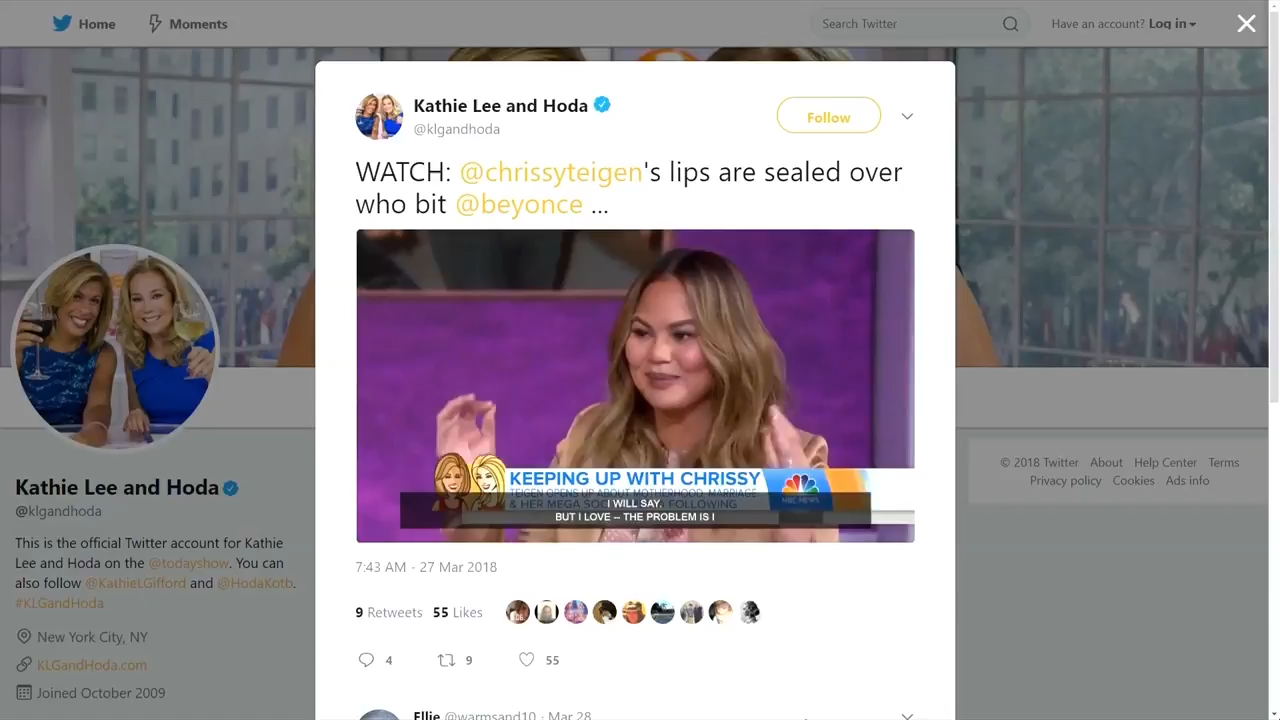 Home
Moments
Search Twitter
Have an account? Log in
Kathie Lee and Hoda
@klgandhoda
Follow
WATCH: @chrissyteigen's lips are sealed over
who bit @beyonce ...
KEEPING UP WITH CHRISSY
TEIGEN OPENS UP ABOUT MOTHERHOOD, MARRIAGE
& HER MEGA SOCIAL MEDIA FOLLOWING
NBC NEWS
I WILL SAY,
BUT I LOVE -- THE PROBLEM IS I
7:43 AM - 27 Mar 2018
9 Retweets 55 Likes
4 9 55
Ellie @warmsand10 · Mar 28
Kathie Lee and Hoda
@klgandhoda
This is the official Twitter account for Kathie
Lee and Hoda on the @todayshow. You can
also follow @KathieLGifford and @HodaKotb.
#KLGandHoda
New York City, NY
KLGandHoda.com
Joined October 2009
© 2018 Twitter About Help Center Terms
Privacy policy Cookies Ads info